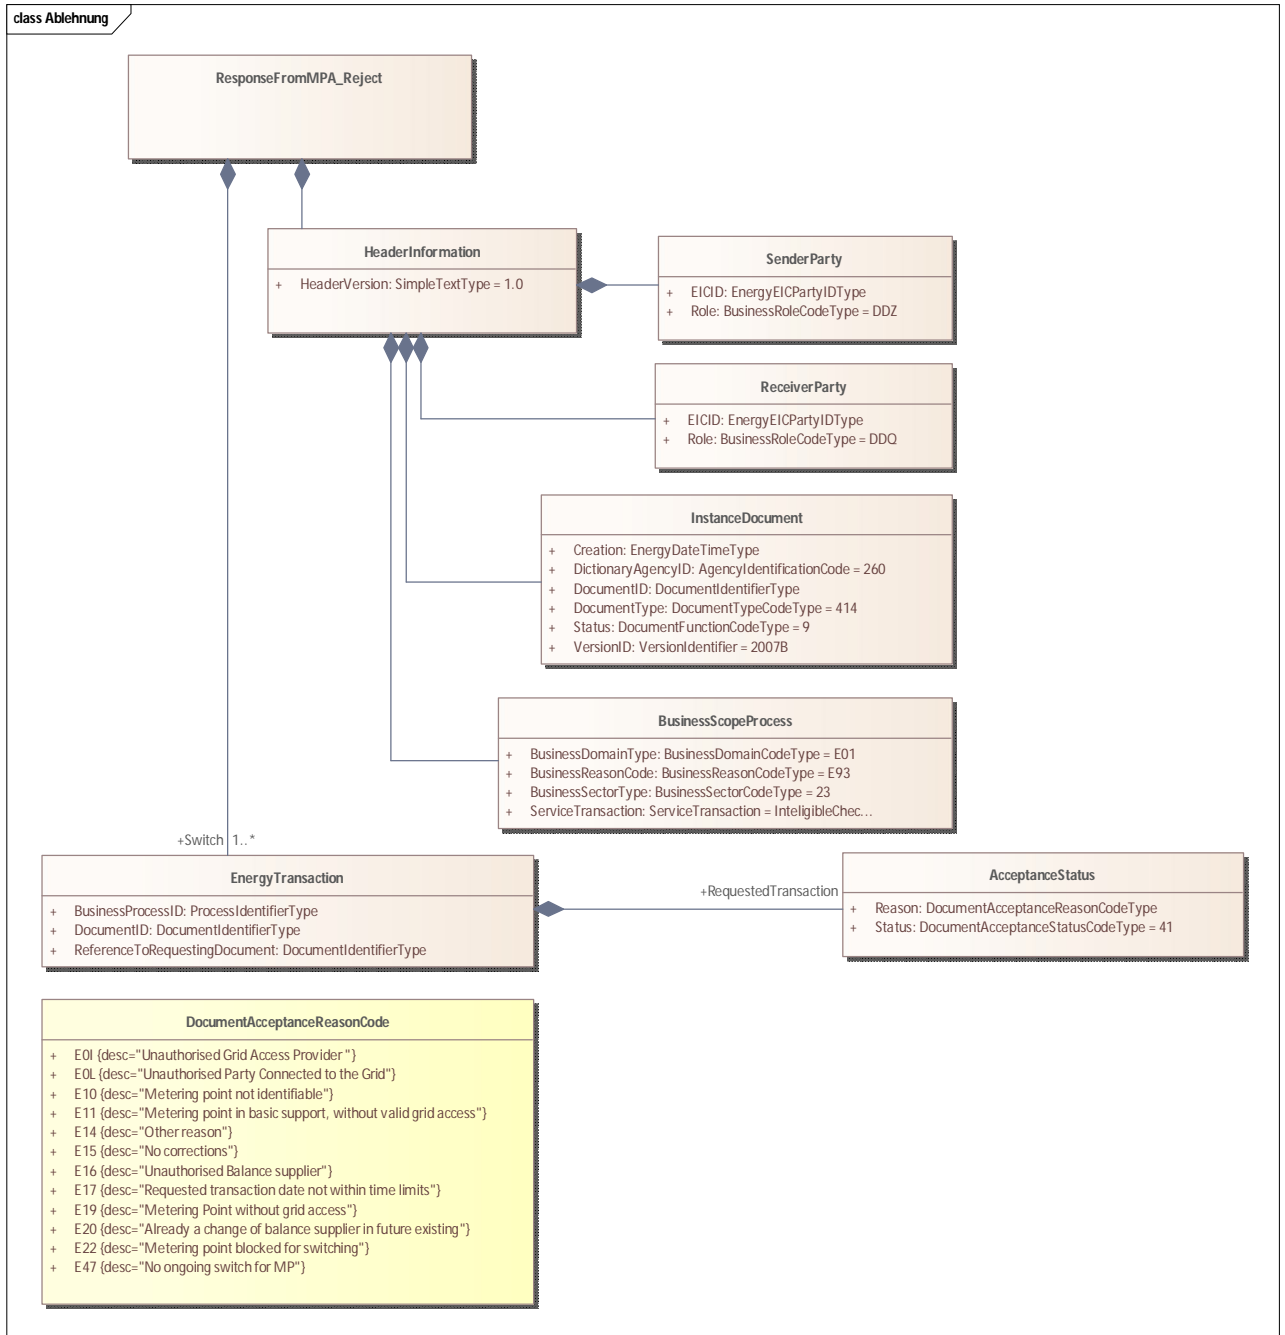 class Ablehnung
ResponseFromMPA_Reject
HeaderInformation
+ HeaderVersion: SimpleTextType = 1.0
SenderParty
+ EICID: EnergyEICPartyIDType
+ Role: BusinessRoleCodeType = DDZ
ReceiverParty
+ EICID: EnergyEICPartyIDType
+ Role: BusinessRoleCodeType = DDQ
InstanceDocument
+ Creation: EnergyDateTimeType
+ DictionaryAgencyID: AgencyIdentificationCode = 260
+ DocumentID: DocumentIdentifierType
+ DocumentType: DocumentTypeCodeType = 414
+ Status: DocumentFunctionCodeType = 9
+ VersionID: VersionIdentifier = 2007B
BusinessScopeProcess
+ BusinessDomainType: BusinessDomainCodeType = E01
+ BusinessReasonCode: BusinessReasonCodeType = E93
+ BusinessSectorType: BusinessSectorCodeType = 23
+ ServiceTransaction: ServiceTransaction = InteligibleChec...
+Switch 1..*
EnergyTransaction
+ BusinessProcessID: ProcessIdentifierType
+ DocumentID: DocumentIdentifierType
+ ReferenceToRequestingDocument: DocumentIdentifierType
+RequestedTransaction
AcceptanceStatus
+ Reason: DocumentAcceptanceReasonCodeType
+ Status: DocumentAcceptanceStatusCodeType = 41
DocumentAcceptanceReasonCode
+ E0I {desc="Unauthorised Grid Access Provider"}
+ E0L {desc="Unauthorised Party Connected to the Grid"}
+ E10 {desc="Metering point not identifiable"}
+ E11 {desc="Metering point in basic support, without valid grid access"}
+ E14 {desc="Other reason"}
+ E15 {desc="No corrections"}
+ E16 {desc="Unauthorised Balance supplier"}
+ E17 {desc="Requested transaction date not within time limits"}
+ E19 {desc="Metering Point without grid access"}
+ E20 {desc="Already a change of balance supplier in future existing"}
+ E22 {desc="Metering point blocked for switching"}
+ E47 {desc="No ongoing switch for MP"}